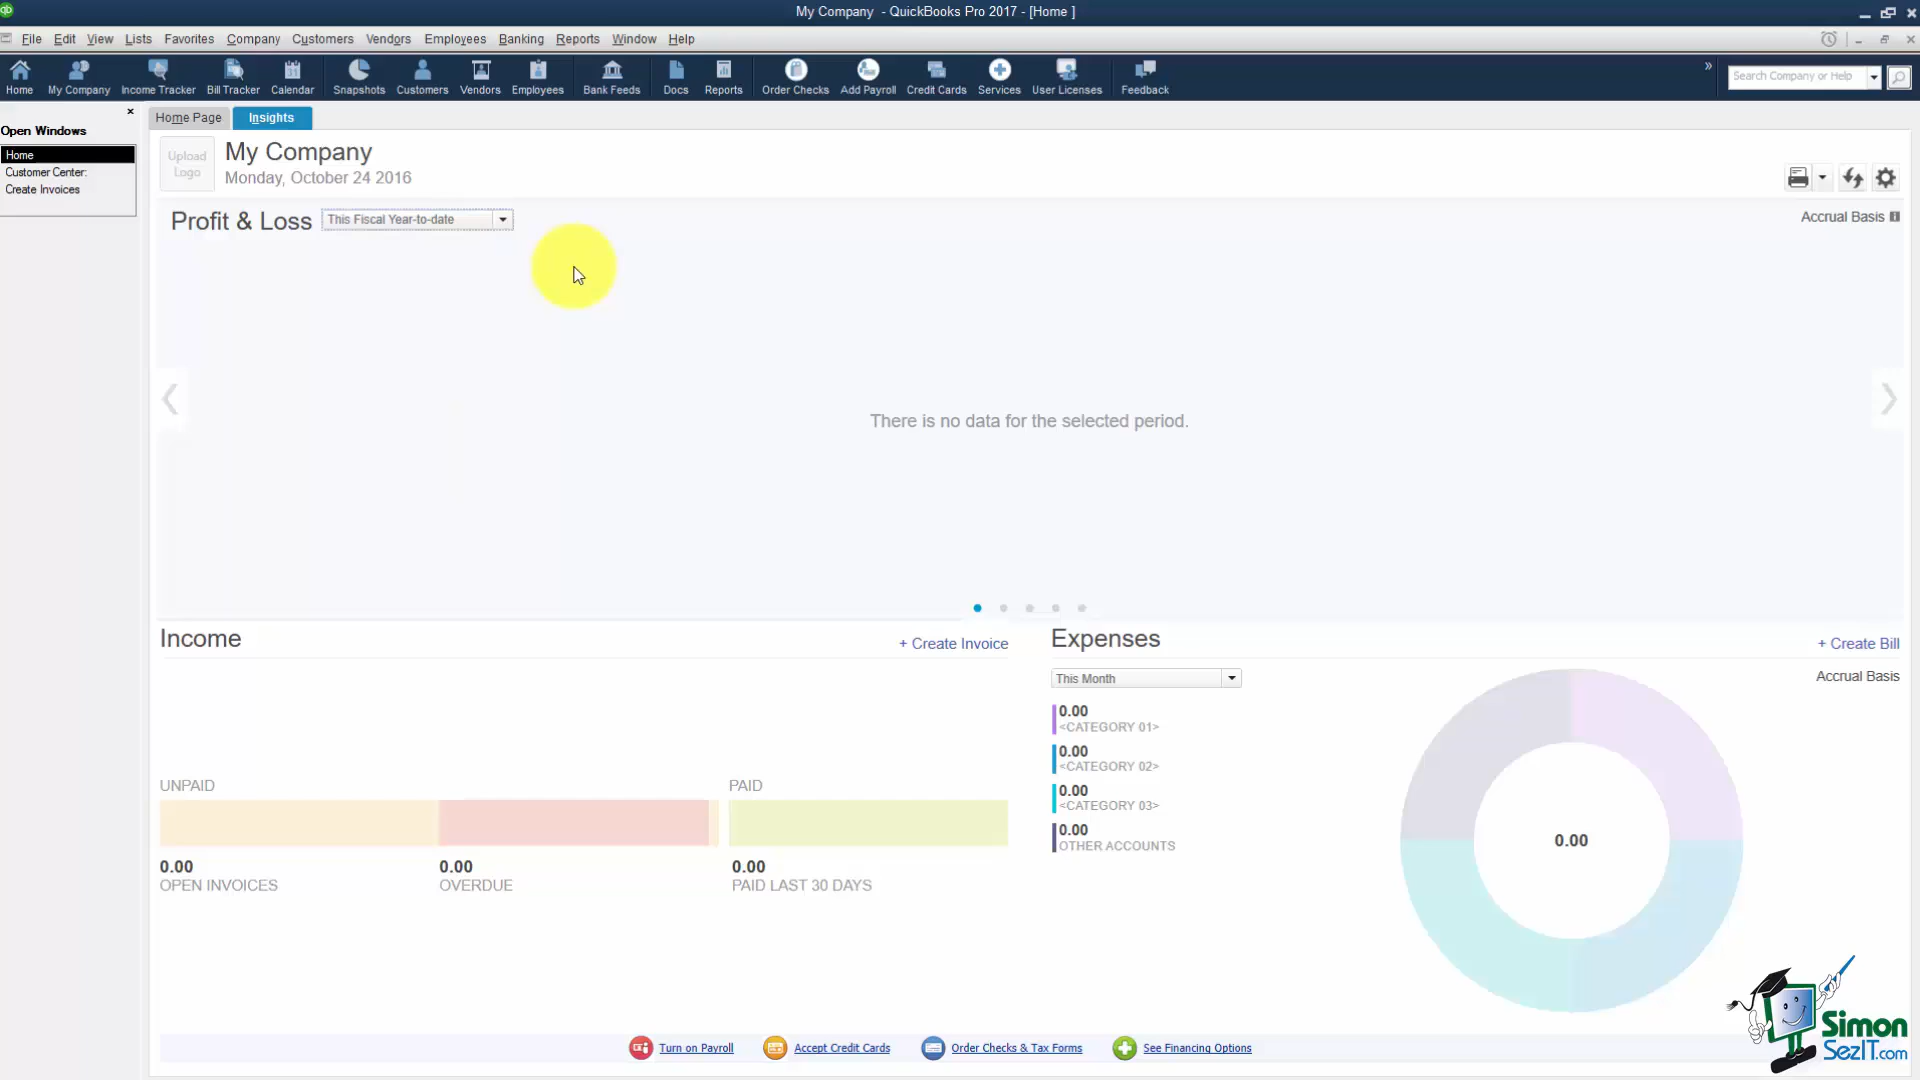 My Company - QuickBooks Pro 2017 - [Home ]
File Edit View Lists Favorites Company Customers Vendors Employees Banking Reports Window Help
Home My Company Income Tracker Bill Tracker Calendar Snapshots Customers Vendors Employees Bank Feeds Docs Reports Order Checks Add Payroll Credit Cards Services User Licenses Feedback » Search Company or Help
Open Windows
Home
Customer Center:
Create Invoices
Home Page Insights
Upload
Logo
My Company
Monday, October 24 2016
Profit & Loss This Fiscal Year-to-date
Accrual Basis
There is no data for the selected period.
Income
+ Create Invoice
UNPAID
PAID
0.00
OPEN INVOICES
0.00
OVERDUE
0.00
PAID LAST 30 DAYS
Expenses
+ Create Bill
This Month
Accrual Basis
0.00
<CATEGORY 01>
0.00
<CATEGORY 02>
0.00
<CATEGORY 03>
0.00
OTHER ACCOUNTS
0.00
Turn on Payroll Accept Credit Cards Order Checks & Tax Forms See Financing Options
Simon
SezIT.com